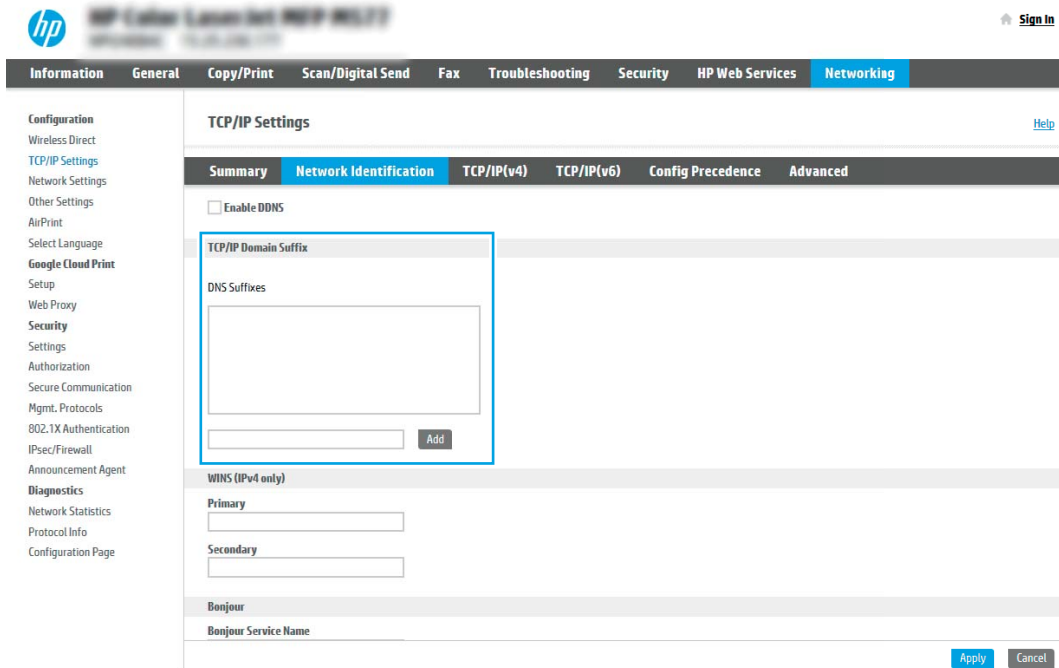 hp
Sign In
Information General Copy/Print Scan/Digital Send Fax Troubleshooting Security HP Web Services Networking
Configuration
Wireless Direct
TCP/IP Settings
Network Settings
Other Settings
AirPrint
Select Language
Google Cloud Print
Setup
Web Proxy
Security
Settings
Authorization
Secure Communication
Mgmt. Protocols
802.1X Authentication
IPsec/Firewall
Announcement Agent
Diagnostics
Network Statistics
Protocol Info
Configuration Page
TCP/IP Settings
Help
Summary Network Identification TCP/IP(v4) TCP/IP(v6) Config Precedence Advanced
Enable DDNS
TCP/IP Domain Suffix
DNS Suffixes
Add
WINS (IPv4 only)
Primary
Secondary
Bonjour
Bonjour Service Name
Apply Cancel